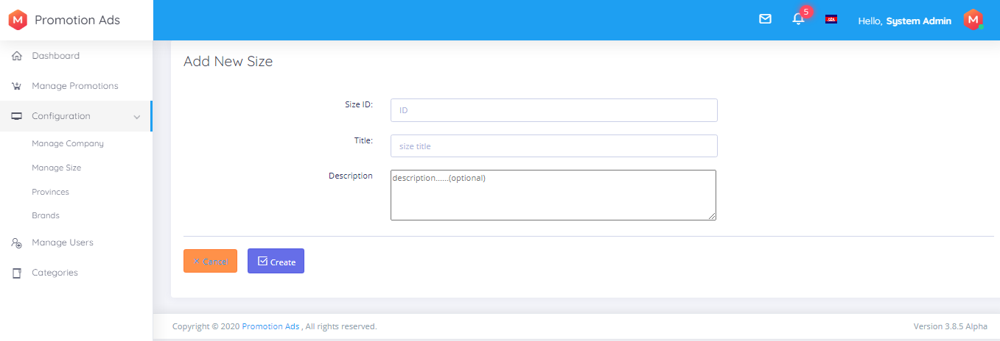 M Promotion Ads
5
Hello, System Admin M
Dashboard
Manage Promotions
Configuration
Manage Company
Manage Size
Provinces
Brands
Manage Users
Categories
Add New Size
Size ID: ID
Title: size title
Description description......(optional)
× Cancel Create
Copyright © 2020 Promotion Ads , All rights reserved. Version 3.8.5 Alpha